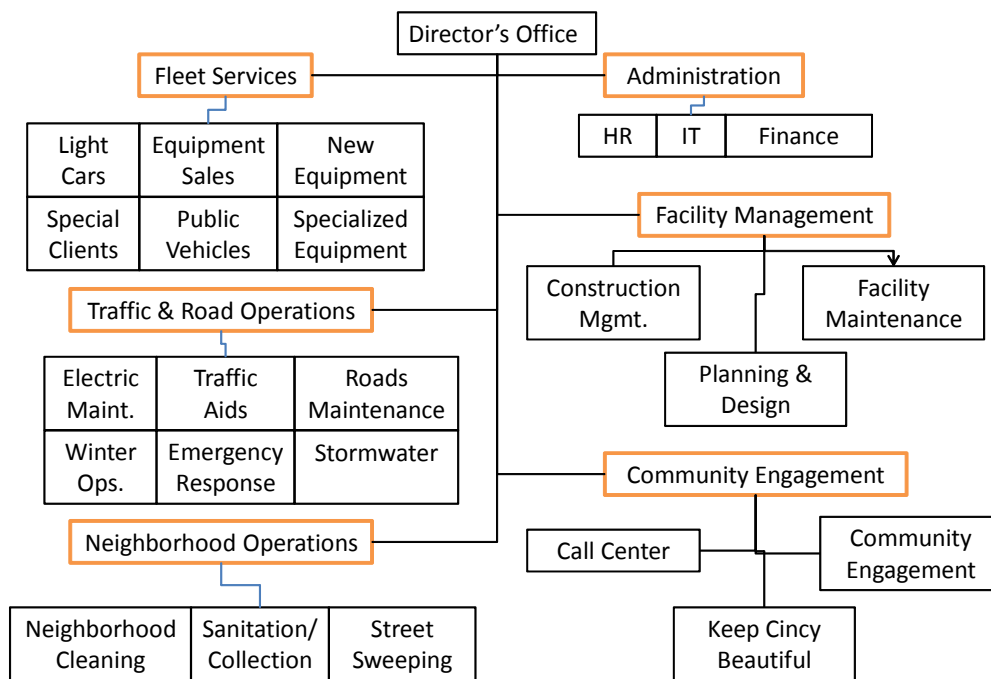 Director's Office
Fleet Services
Administration
Light
Cars
Equipment
Sales
New
Equipment
Special
Clients
Public
Vehicles
Specialized
Equipment
HR
IT
Finance
Facility Management
Construction
Mgmt.
Facility
Maintenance
Planning &
Design
Traffic & Road Operations
Electric
Maint.
Traffic
Aids
Roads
Maintenance
Winter
Ops.
Emergency
Response
Stormwater
Community Engagement
Call Center
Community
Engagement
Keep Cincy
Beautiful
Neighborhood Operations
Neighborhood
Cleaning
Sanitation/
Collection
Street
Sweeping